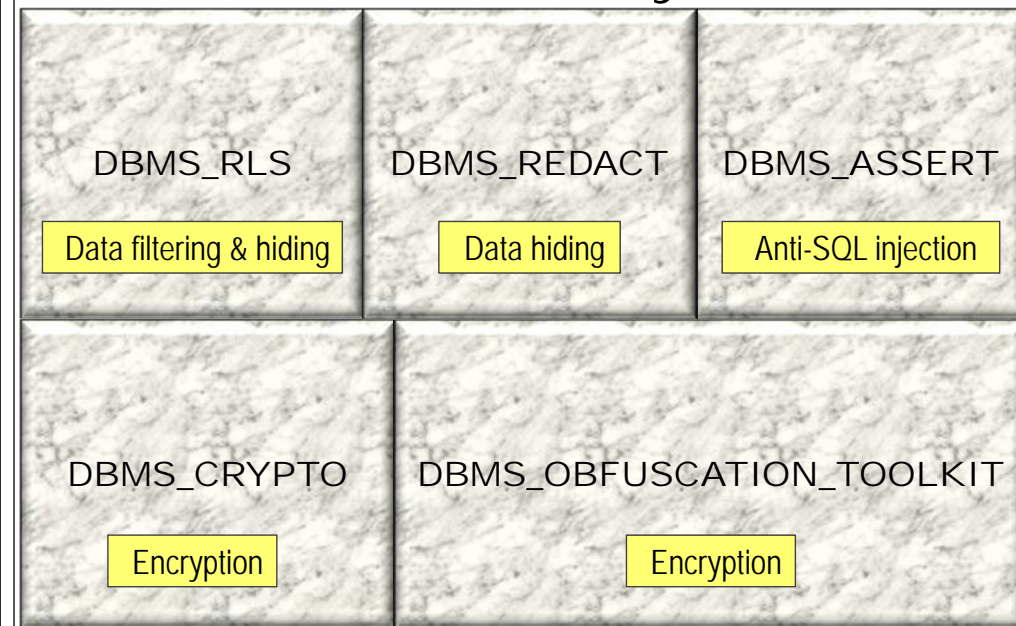 DBMS_RLS
Data filtering & hiding
DBMS_REDACT
Data hiding
DBMS_ASSERT
Anti-SQL injection
DBMS_CRYPTO
Encryption
DBMS_OBFUSCATION_TOOLKIT
Encryption